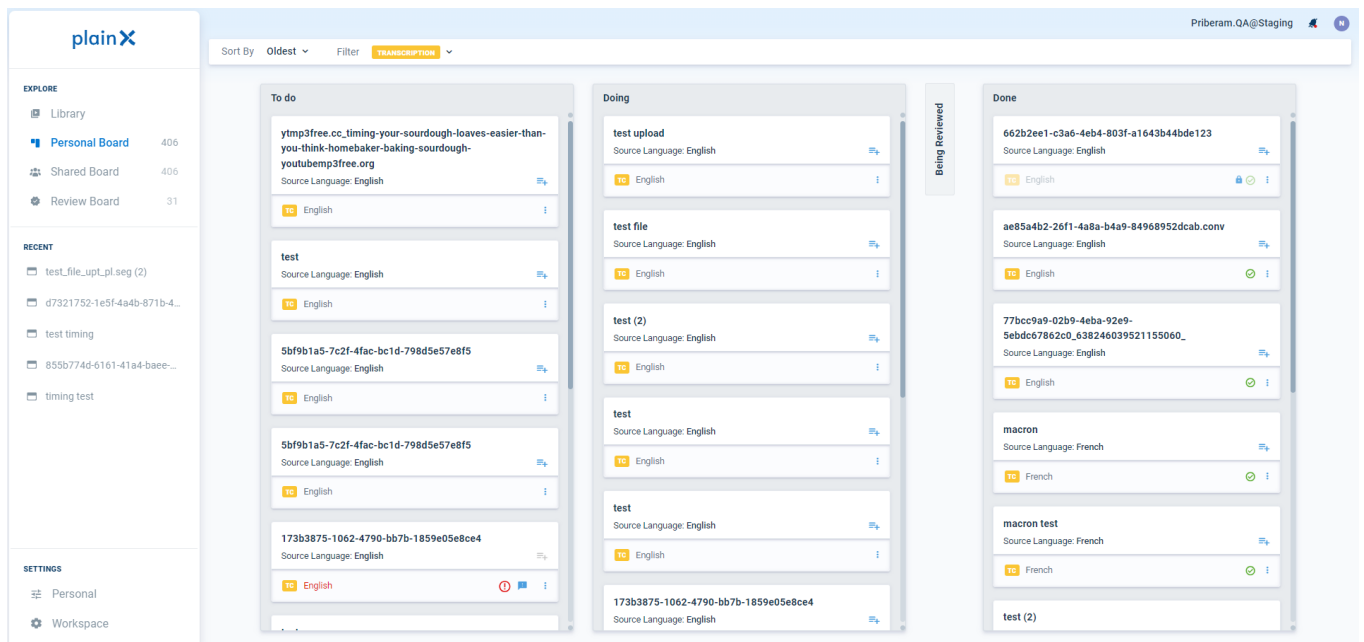 plain X
Priberam.QA@Staging
N
Sort By Oldest Filter TRANSCRIPTION
EXPLORE
Library
Personal Board 406
Shared Board 406
Review Board 31
RECENT
test_file_upt_pl.seg (2)
d7321752-1e5f-4a4b-871b-4...
test timing
855b774d-6161-41a4-baee-...
timing test
SETTINGS
Personal
Workspace
To do
ytmp3free.cc_timing-your-sourdough-loaves-easier-than-
you-think-homebaker-baking-sourdough-
youtubemp3free.org
Source Language: English
TC English
test
Source Language: English
TC English
5bf9b1a5-7c2f-4fac-bc1d-798d5e57e8f5
Source Language: English
TC English
5bf9b1a5-7c2f-4fac-bc1d-798d5e57e8f5
Source Language: English
TC English
173b3875-1062-4790-bb7b-1859e05e8ce4
Source Language: English
TC English
Doing
test upload
Source Language: English
TC English
test file
Source Language: English
TC English
test (2)
Source Language: English
TC English
test
Source Language: English
TC English
test
Source Language: English
TC English
173b3875-1062-4790-bb7b-1859e05e8ce4
Source Language: English
Being Reviewed
Done
662b2ee1-c3a6-4eb4-803f-a1643b44bde123
Source Language: English
TC English
ae85a4b2-26f1-4a8a-b4a9-84968952dcab.conv
Source Language: English
TC English
77bcc9a9-02b9-4eba-92e9-
5ebdc67862c0_638246039521155060_
Source Language: English
TC English
macron
Source Language: French
TC French
macron test
Source Language: French
TC French
test (2)